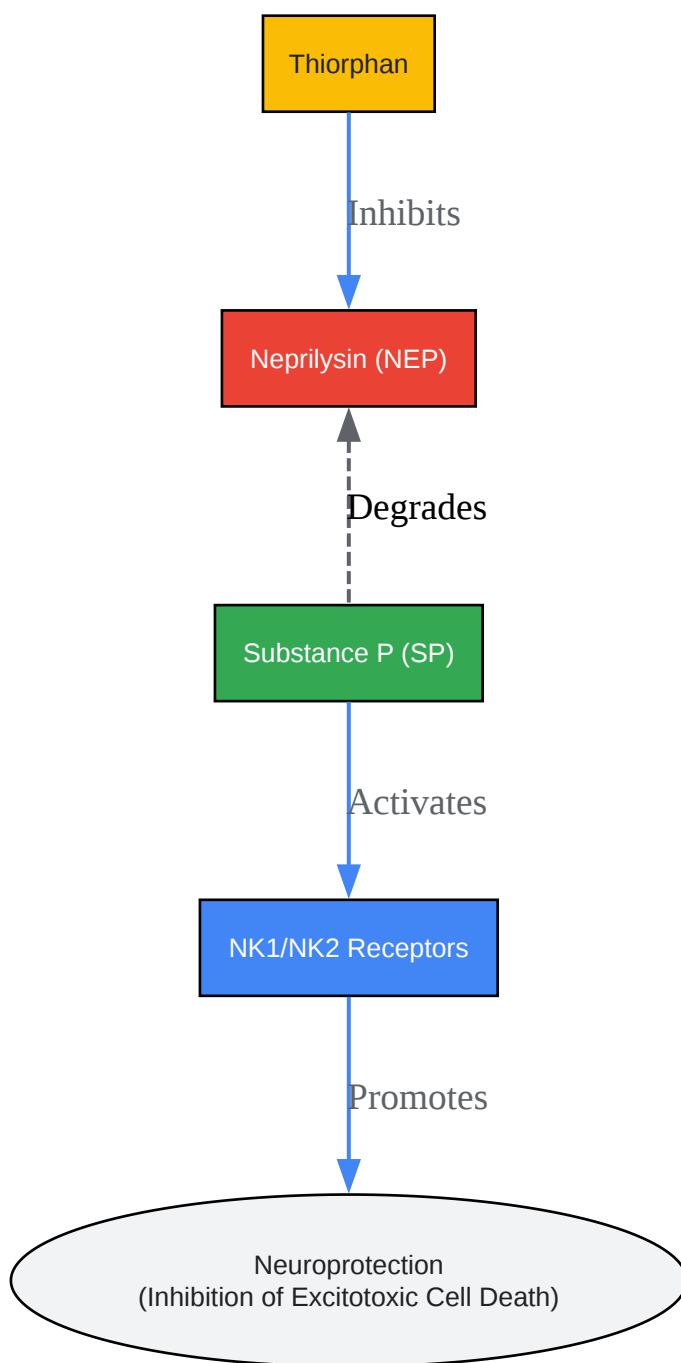 Thiorphan
Inhibits
Neprilysin (NEP)
Degrades
Substance P (SP)
Activates
NK1/NK2 Receptors
Promotes
Neuroprotection
(Inhibition of Excitotoxic Cell Death)